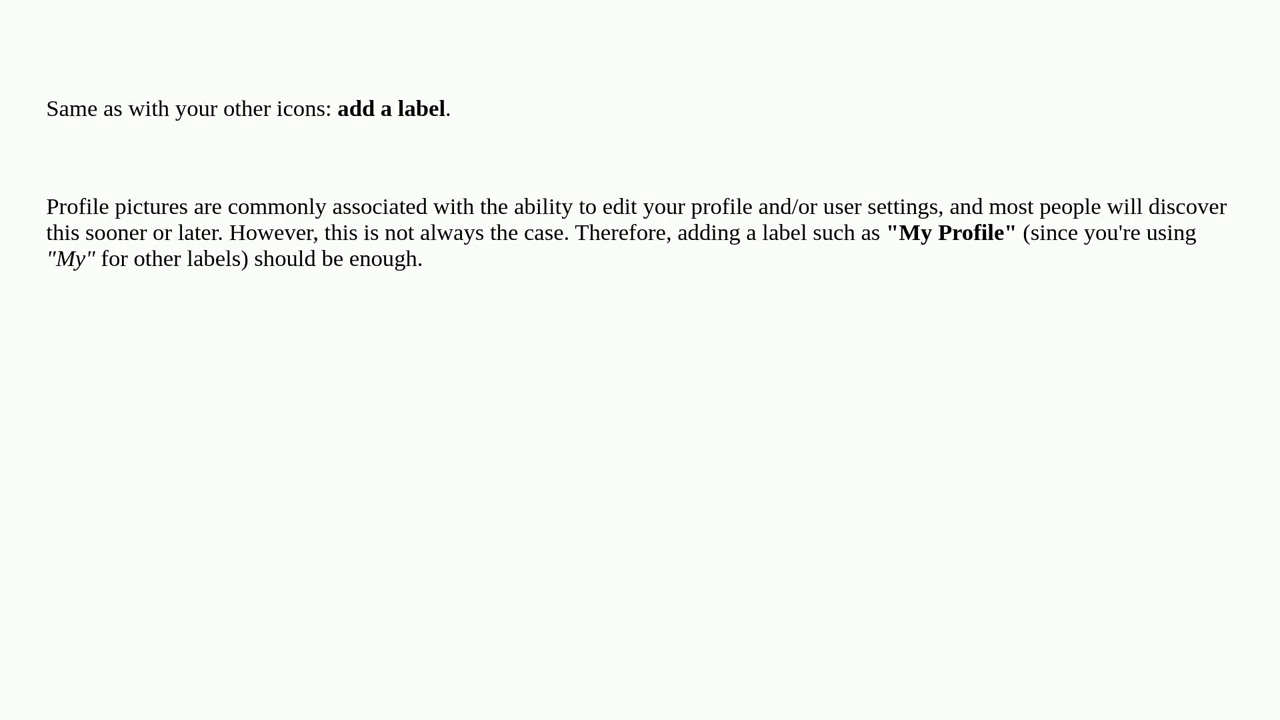 Same as with your other icons: add a label.
Profile pictures are commonly associated with the ability to edit your profile and/or user settings, and most people will discover
this sooner or later. However, this is not always the case. Therefore, adding a label such as "My Profile" (since you're using
"My" for other labels) should be enough.